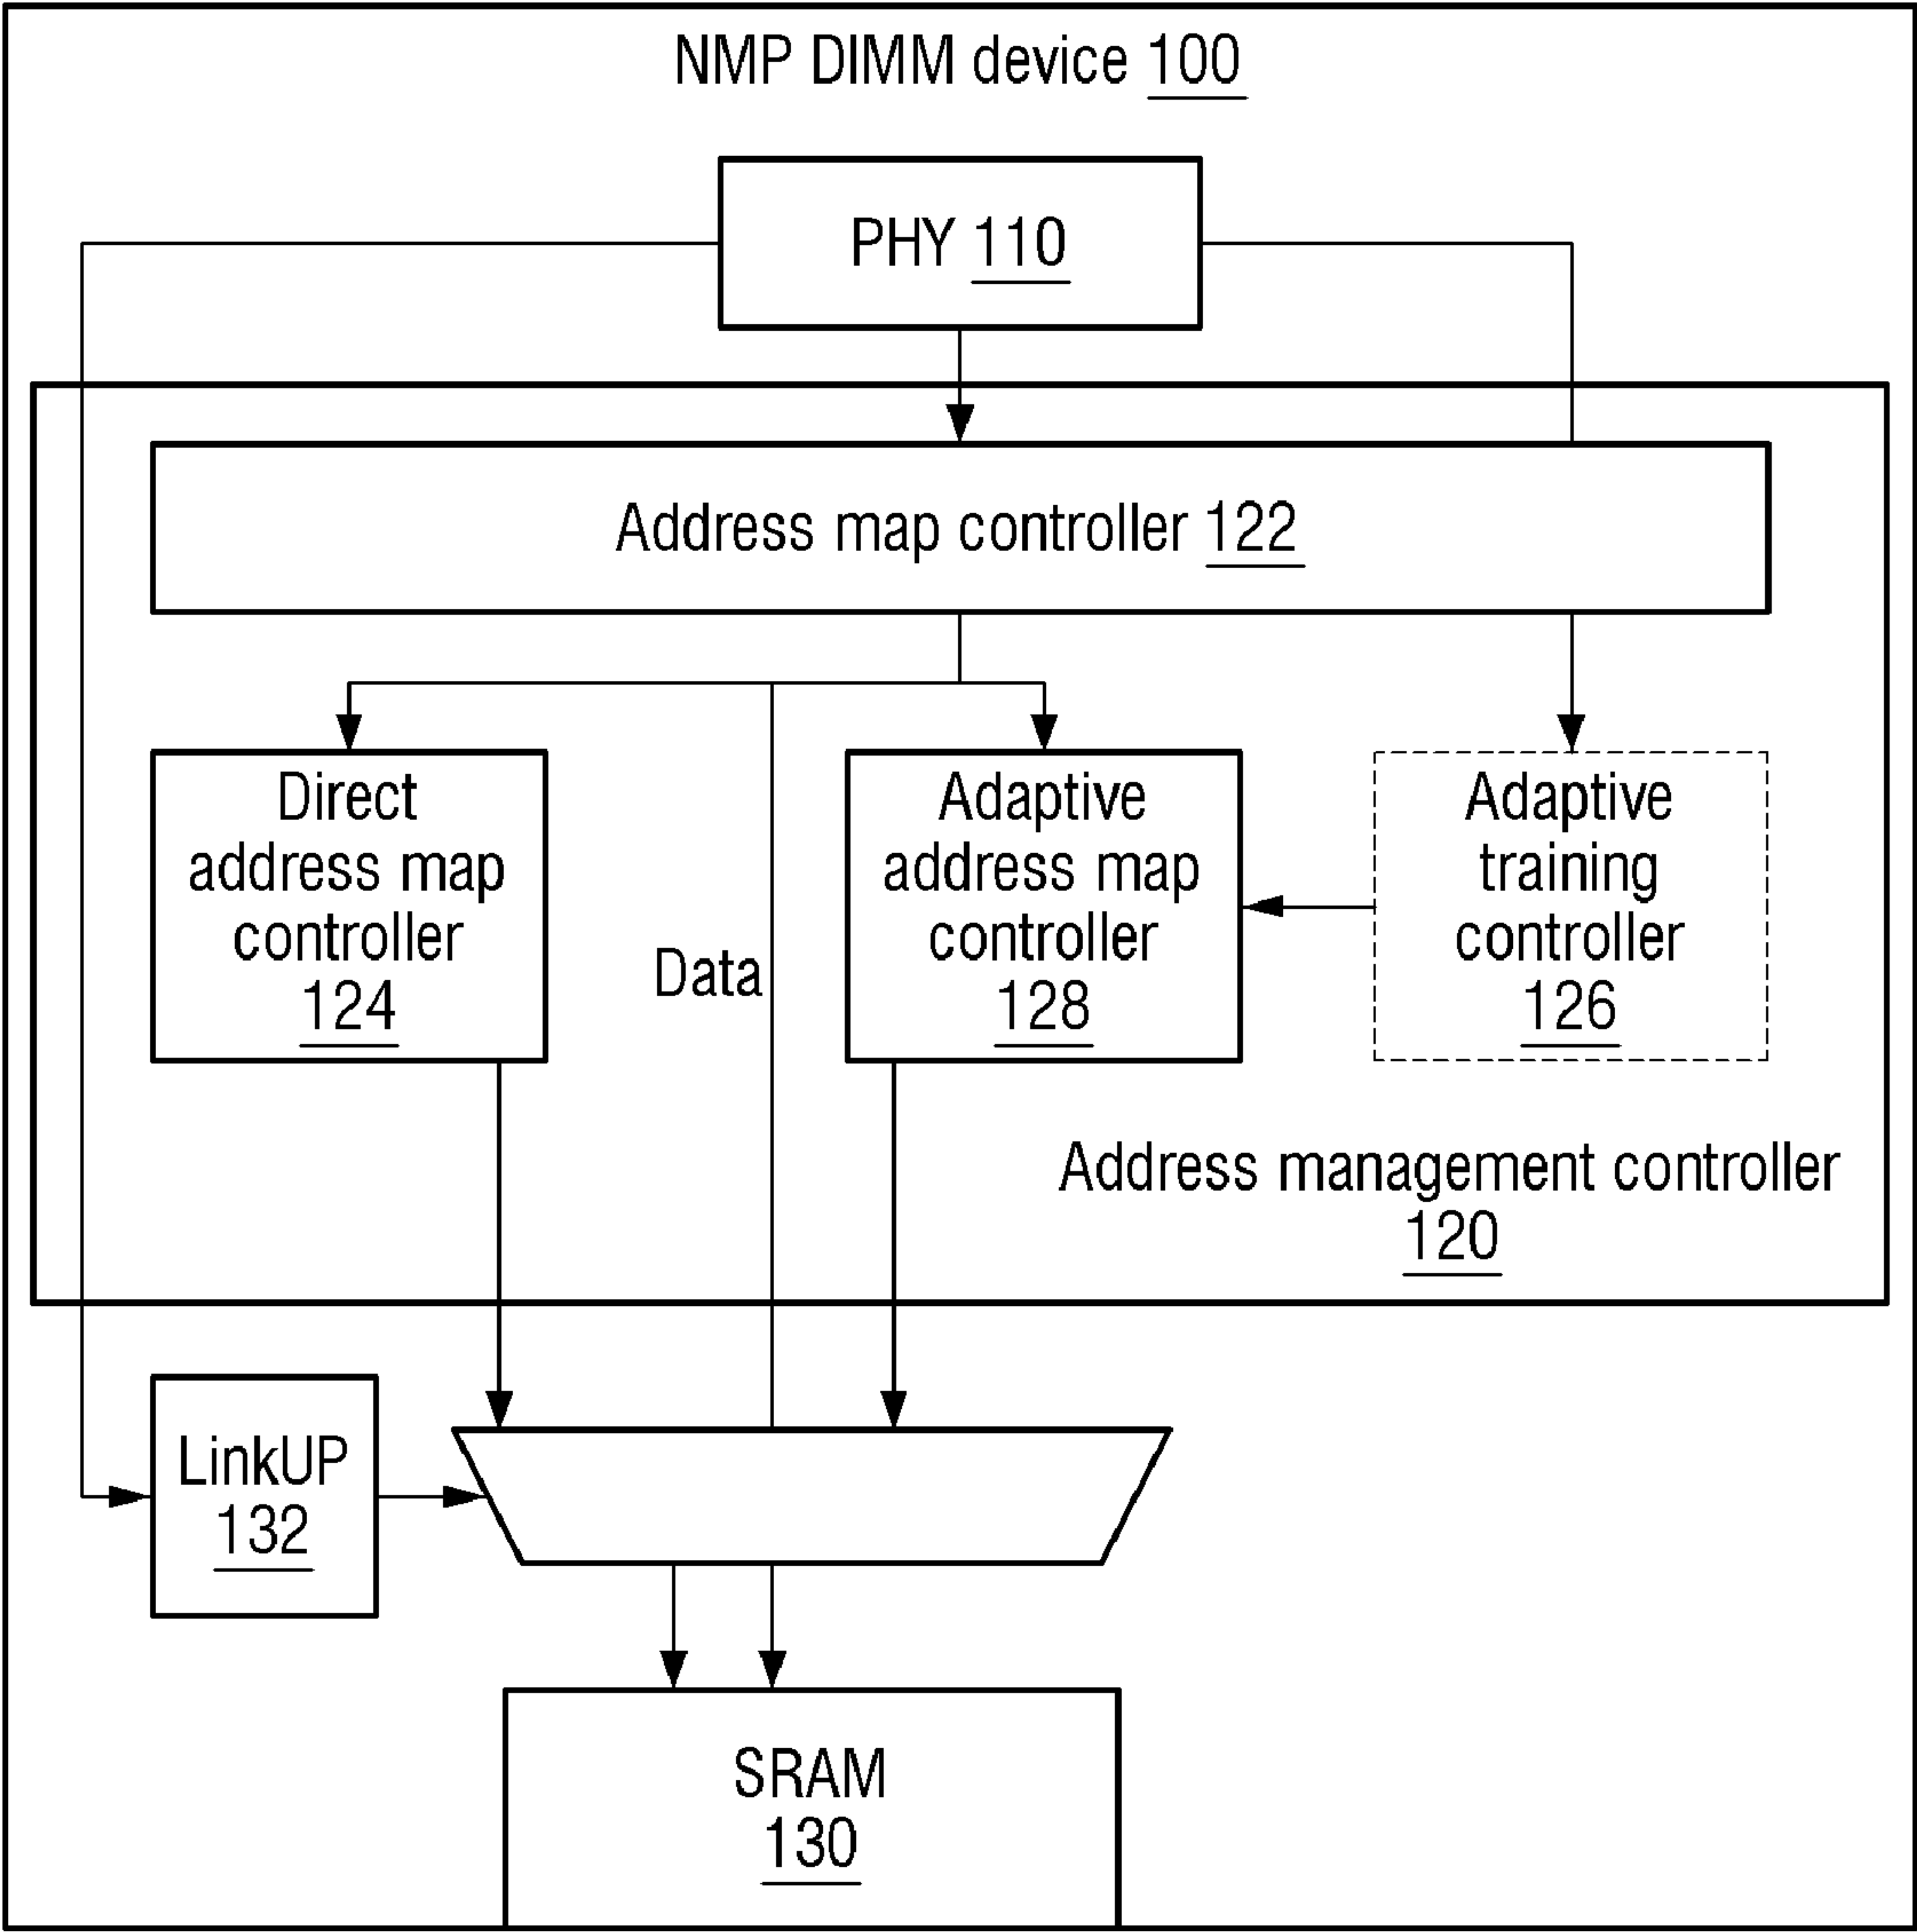 NMP DIMM device 100
PHY 110
Address map controller 122
Direct
address map
controller
124
Data
Adaptive
address map
controller
128
Adaptive
training
controller
126
Address management controller
120
LinkUP
132
SRAM
130